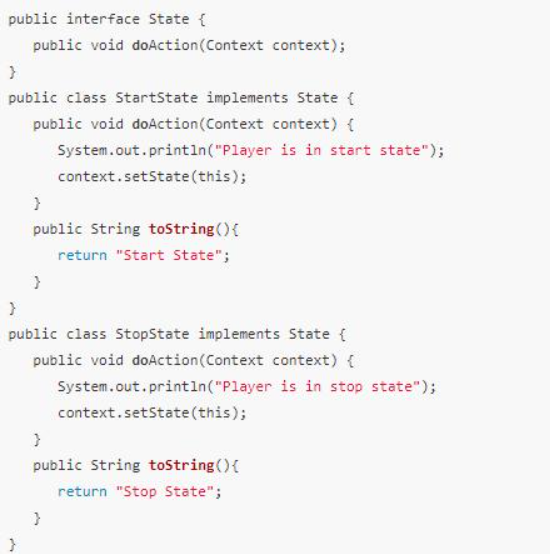 public interface State {
public void doAction(Context context);
}
public class StartState implements State {
public void doAction(Context context) {
System.out.println("Player is in start state");
context.setState(this);
}
public String toString(){
return "Start State";
}
}
public class StopState implements State {
public void doAction(Context context) {
System.out.println("Player is in stop state");
context.setState(this);
}
public String toString(){
return "Stop State";
}
}